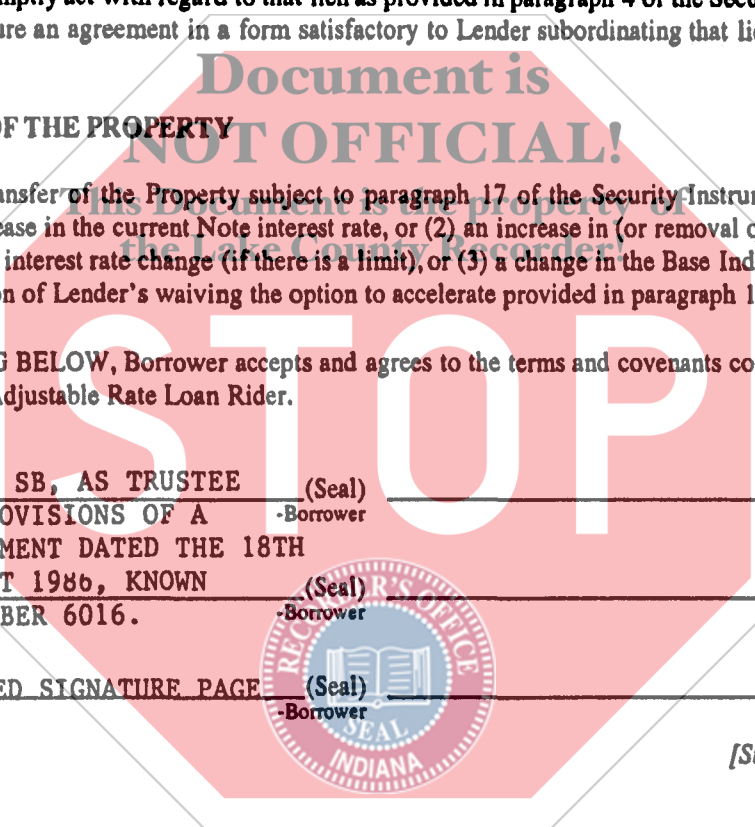 mptly act with regard to that lien as provided in paragraph 4 of the Secu
ure an agreement in a form satisfactory to Lender subordinating that lie
Document is
OF THE PROPERTY
NOT OFFICIAL!
ansfer of the Property subject to paragraph 17 of the Security Instrum
This Document is the property of
ease in the current Note interest rate, or (2) an increase in (or removal o
the Lake County Recorder!
interest rate change (if there is a limit), or (3) a change in the Base Ind
on of Lender's waiving the option to accelerate provided in paragraph 1
STOP
G BELOW, Borrower accepts and agrees to the terms and covenants co
Adjustable Rate Loan Rider.
SB, AS TRUSTEE (Seal)
OVISIONS OF A -Borrower
MENT DATED THE 18TH
T 1986, KNOWN (Seal)
BER 6016. -Borrower
RECORDER'S OFFICE
ED SIGNATURE PAGE (Seal)
-Borrower
SEAL
INDIANA
[Si